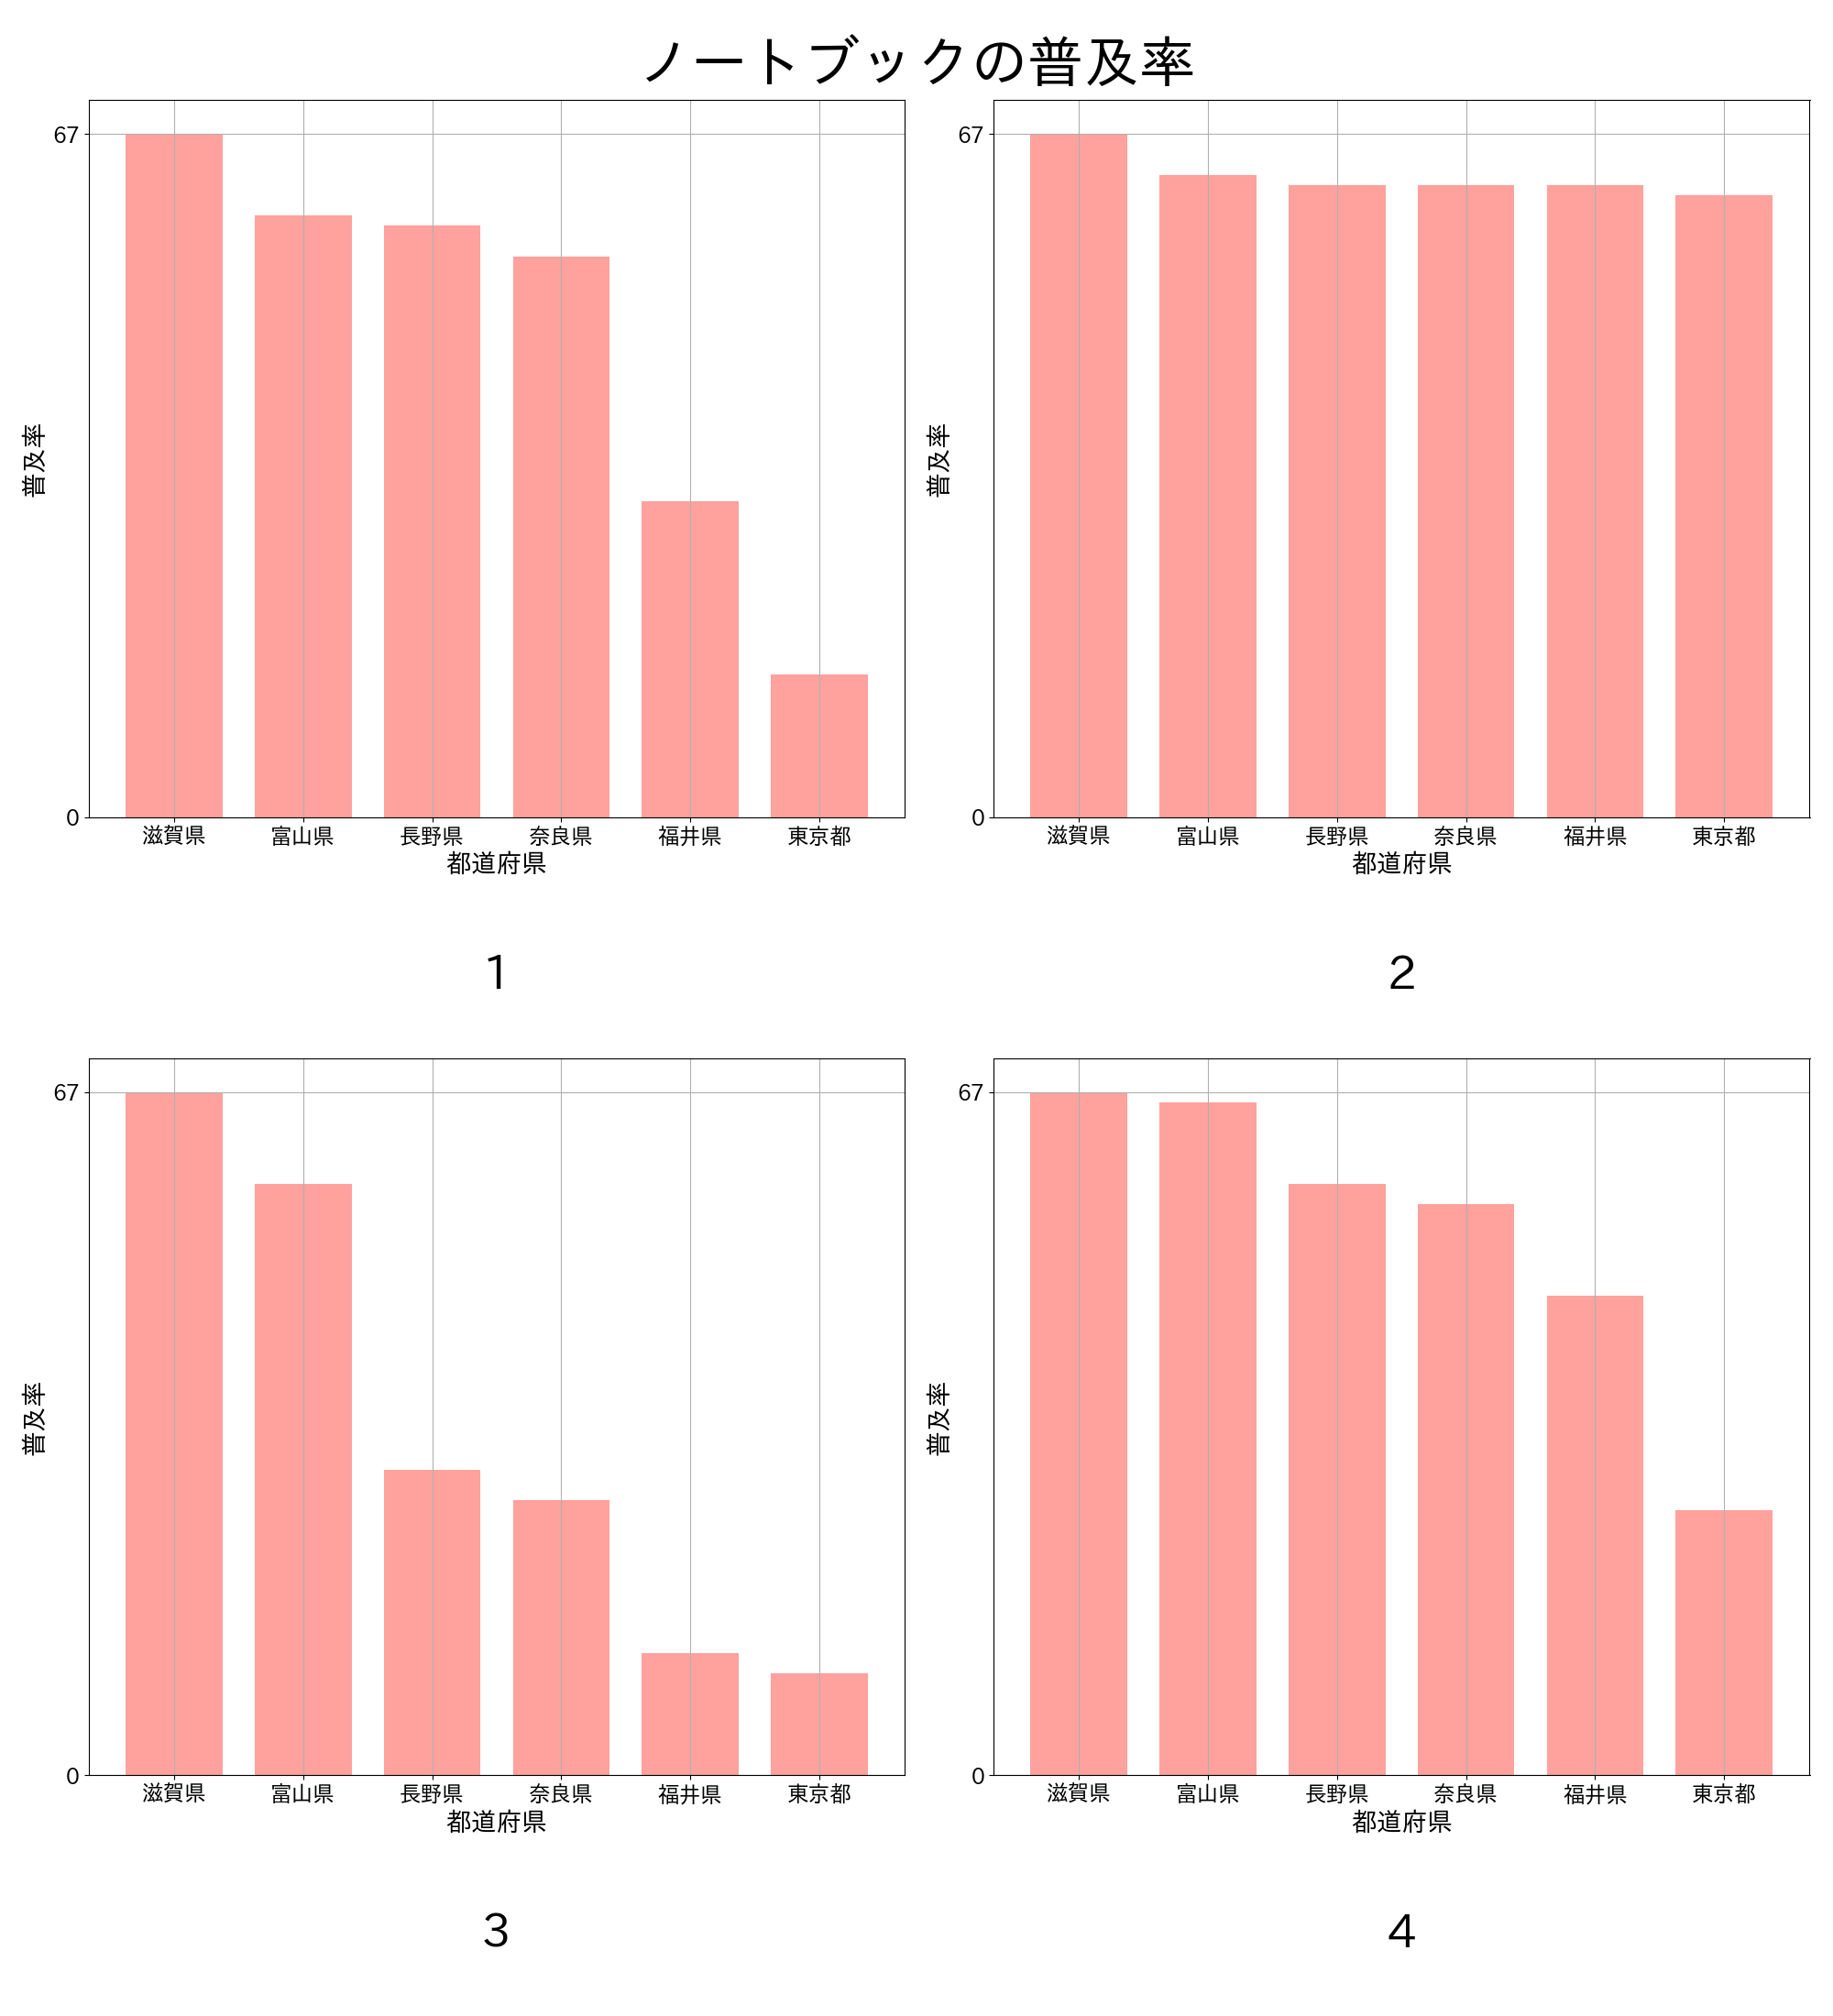 ノートブックの普及率
67
0
普及率
滋賀県 富山県 長野県 奈良県 福井県 東京都
都道府県
1
67
0
普及率
滋賀県 富山県 長野県 奈良県 福井県 東京都
都道府県
2
67
0
普及率
滋賀県 富山県 長野県 奈良県 福井県 東京都
都道府県
3
67
0
普及率
滋賀県 富山県 長野県 奈良県 福井県 東京都
都道府県
4